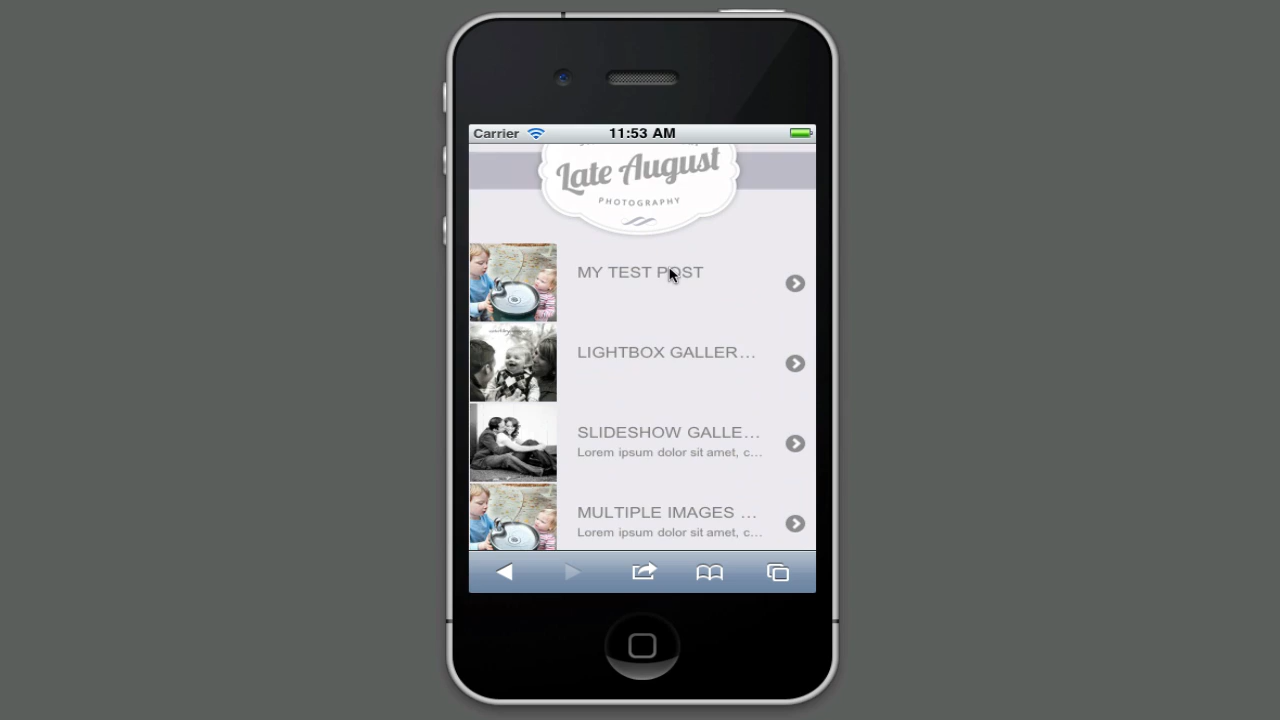 Carrier
11:53 AM
Late August
PHOTOGRAPHY
MY TEST POST
LIGHTBOX GALLER...
SLIDESHOW GALLE...
Lorem ipsum dolor sit amet, c...
MULTIPLE IMAGES ...
Lorem ipsum dolor sit amet, c...